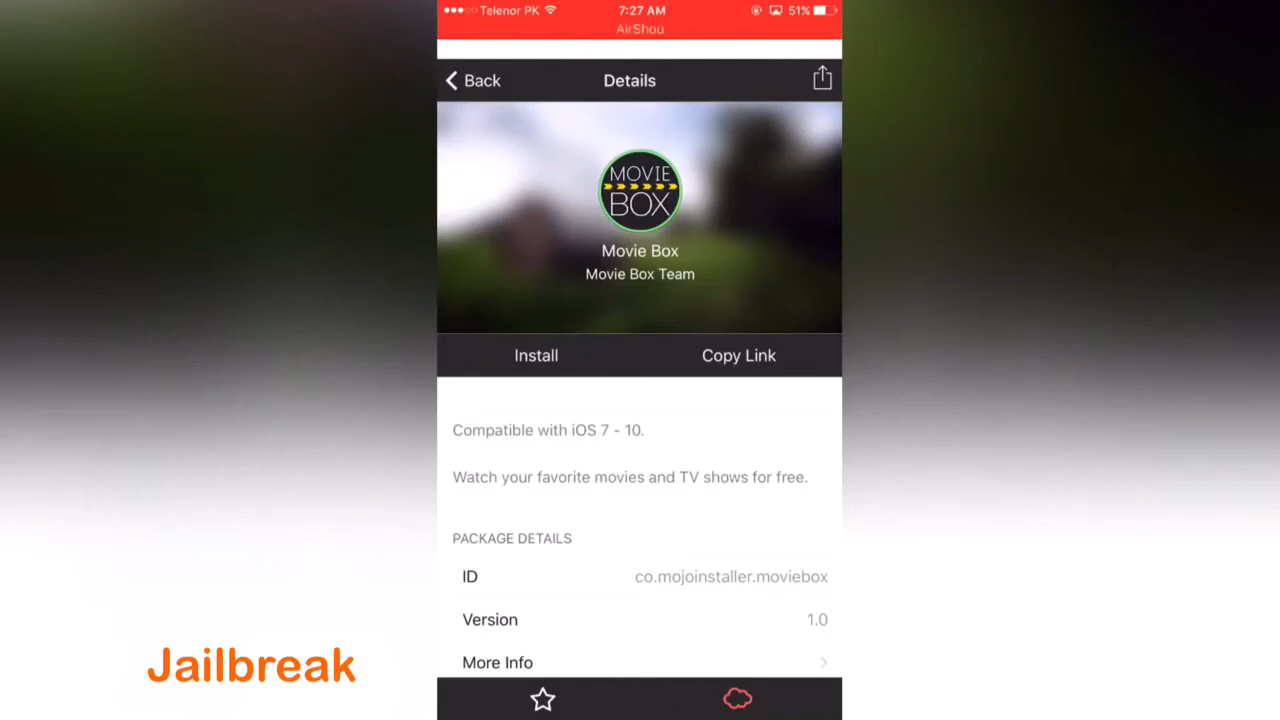 Telenor PK 7:27 AM 51%
AirShou
Back Details
MOVIE
BOX
Movie Box
Movie Box Team
Install Copy Link
Compatible with iOS 7 - 10.
Watch your favorite movies and TV shows for free.
PACKAGE DETAILS
ID co.mojoinstaller.moviebox
Version 1.0
More Info
Jailbreak